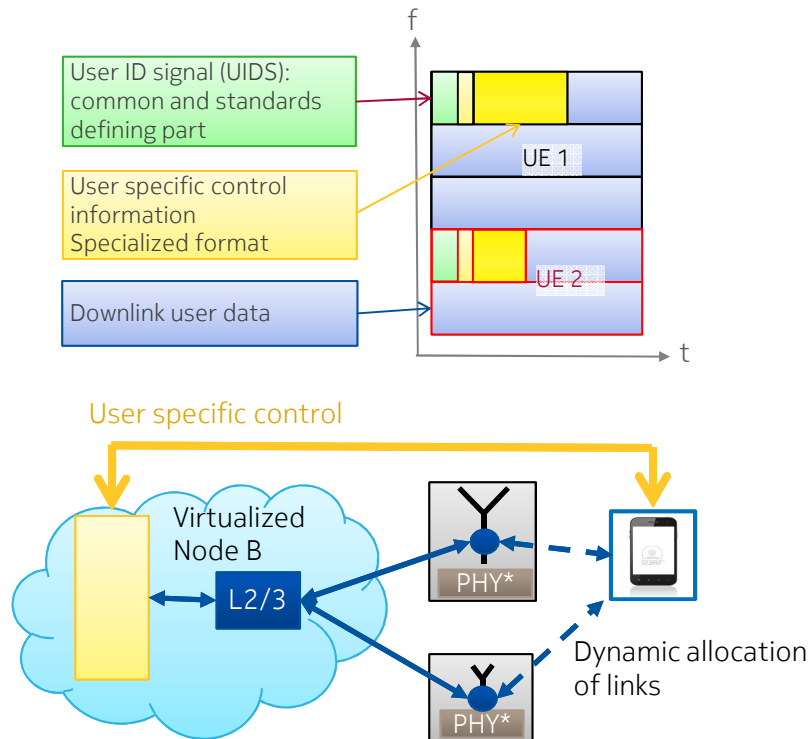 f
User ID signal (UIDS):
common and standards
defining part
UE 1
User specific control
information
Specialized format
UE 2
Downlink user data
t
User specific control
Virtualized
Node B
L2/3
PHY*
PHY*
Dynamic allocation
of links